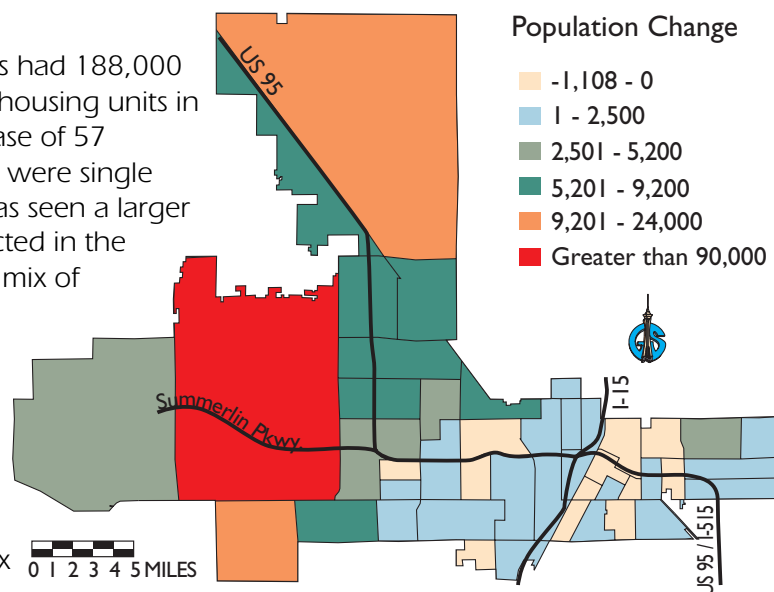 s had 188,000
housing units in
ase of 57
were single
as seen a larger
cted in the
mix of
x
Population Change
-1,108 - 0
1 - 2,500
2,501 - 5,200
5,201 - 9,200
9,201 - 24,000
Greater than 90,000
US 95
Summerlin Pkwy.
I-15
US 95 / I-515
0 1 2 3 4 5 MILES